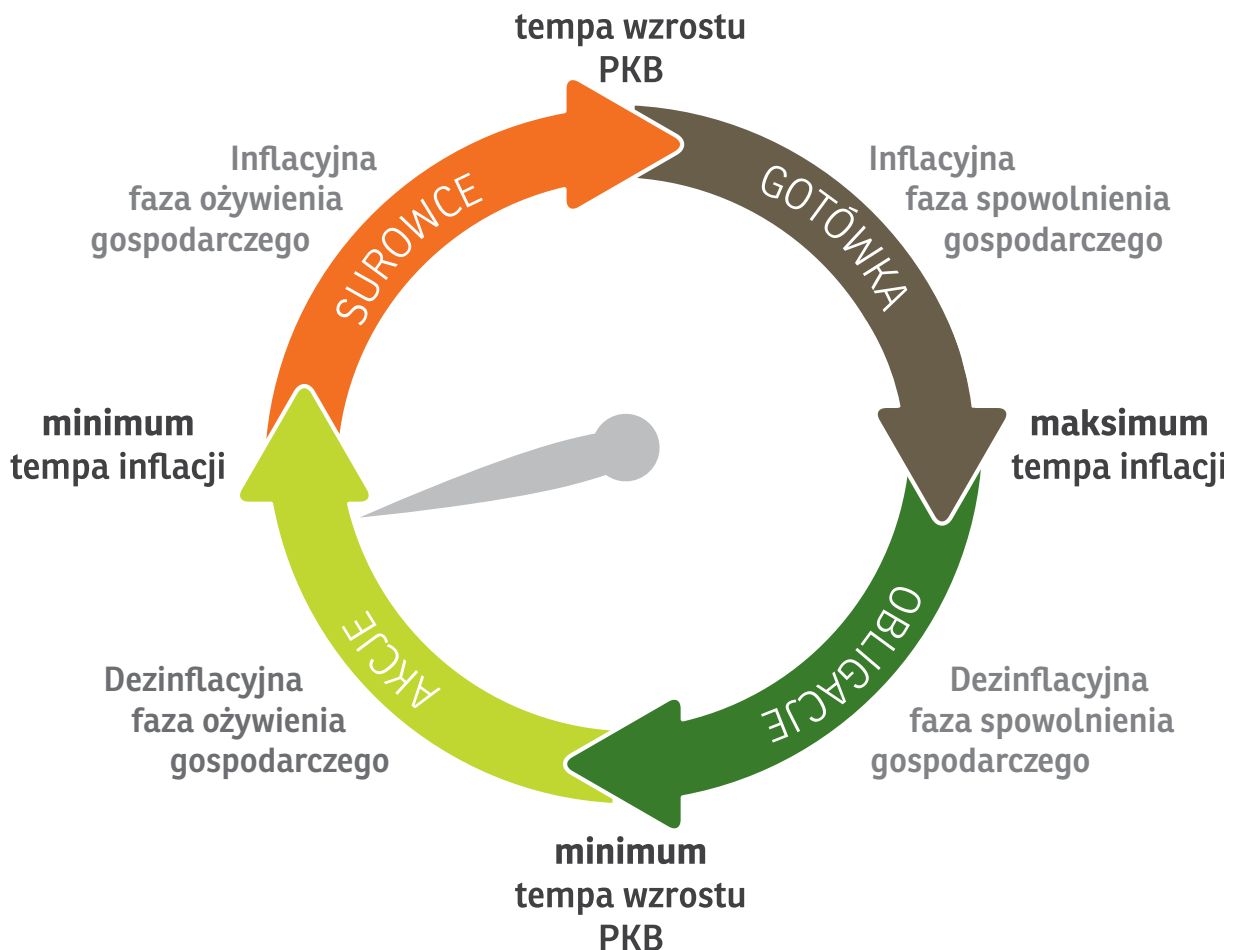 tempa wzrostu
PKB
Inflacyjna
faza ożywienia
gospodarczego
Inflacyjna
faza spowolnienia
gospodarczego
SUROWCE
GOTÓWKA
minimum
tempa inflacji
maksimum
tempa inflacji
AKCJE
OBLIGACJE
Dezinflacyjna
faza ożywienia
gospodarczego
Dezinflacyjna
faza spowolnienia
gospodarczego
minimum
tempa wzrostu
PKB